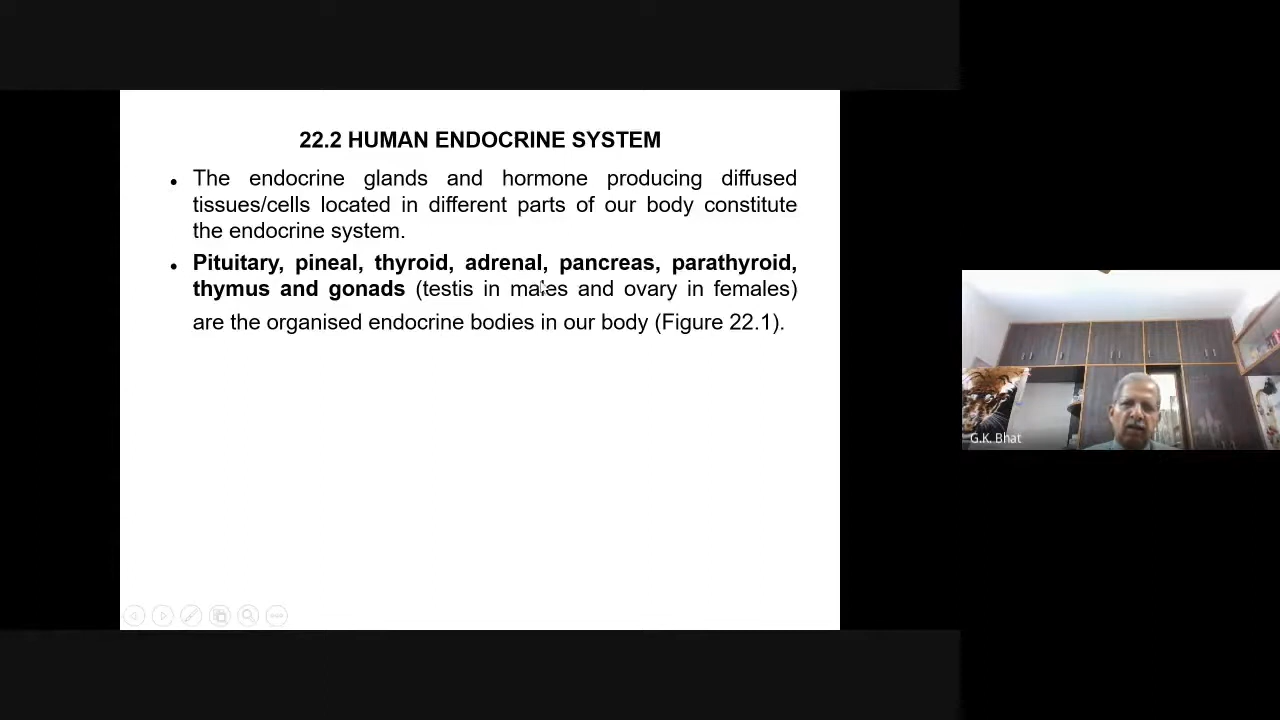 22.2 HUMAN ENDOCRINE SYSTEM
• The endocrine glands and hormone producing diffused
tissues/cells located in different parts of our body constitute
the endocrine system.
• Pituitary, pineal, thyroid, adrenal, pancreas, parathyroid,
thymus and gonads (testis in males and ovary in females)
are the organised endocrine bodies in our body (Figure 22.1).
G.K. Bhat